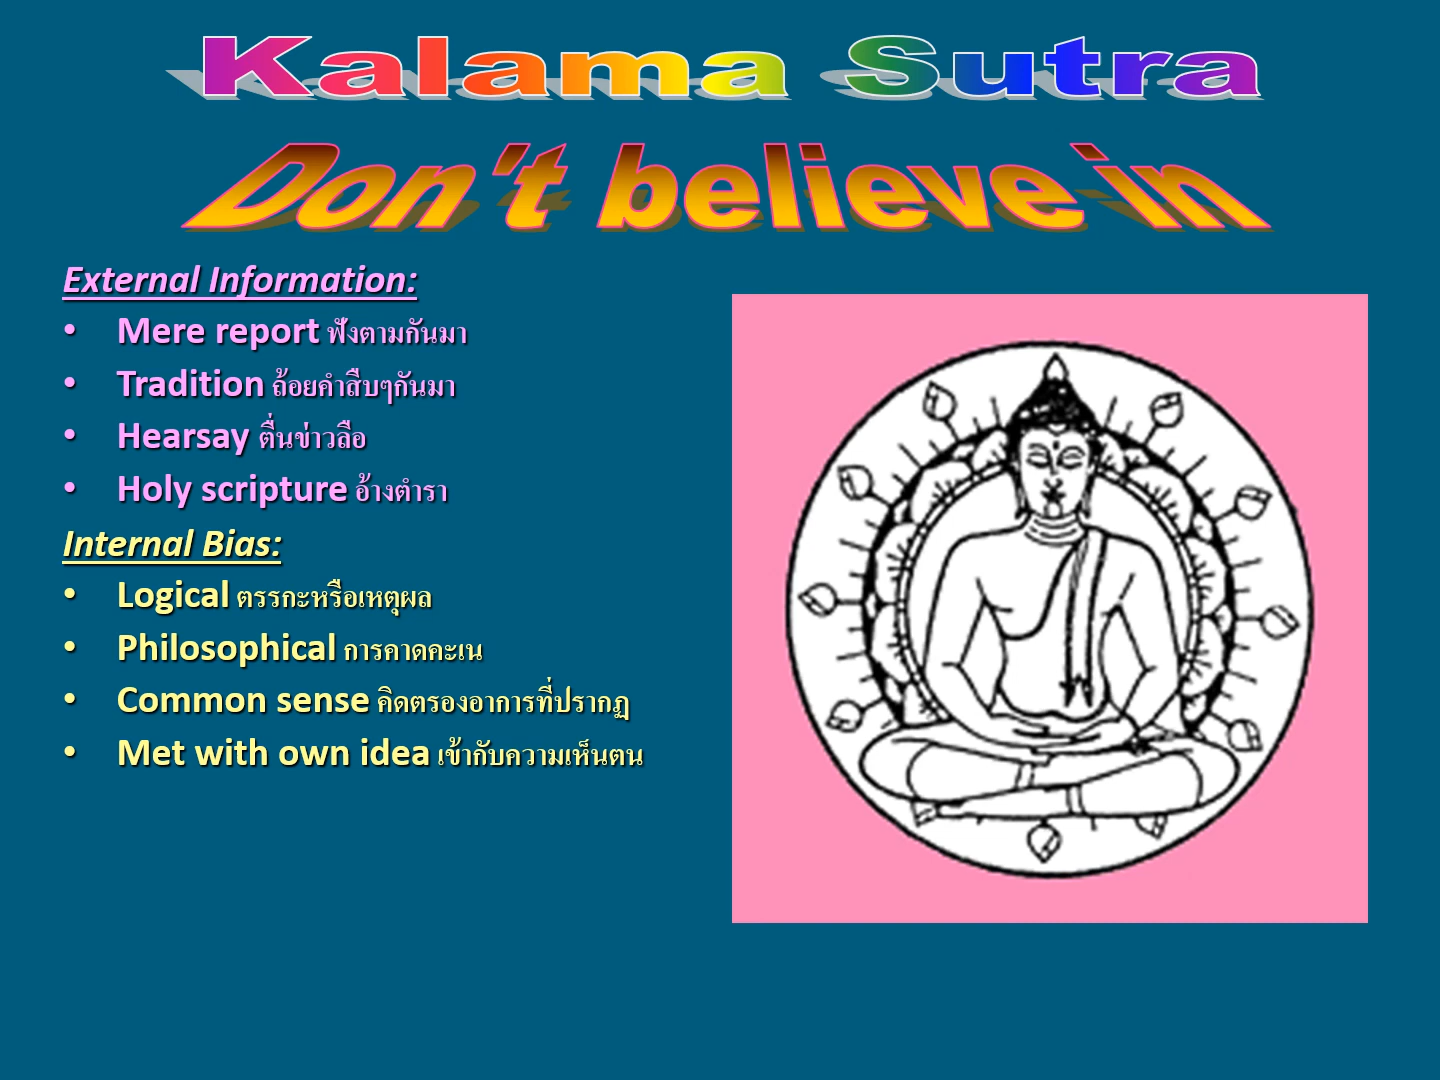 Kalama Sutra
Don't believe in
External Information:
• Mere report ฟังตามกันมา
• Tradition ถ้อยคำสืบๆกันมา
• Hearsay ตื่นข่าวลือ
• Holy scripture อ้างตำรา
Internal Bias:
• Logical ตรรกะหรือเหตุผล
• Philosophical การคาดคะเน
• Common sense คิดตรองอาการที่ปรากฏ
• Met with own idea เข้ากับความเห็นตน